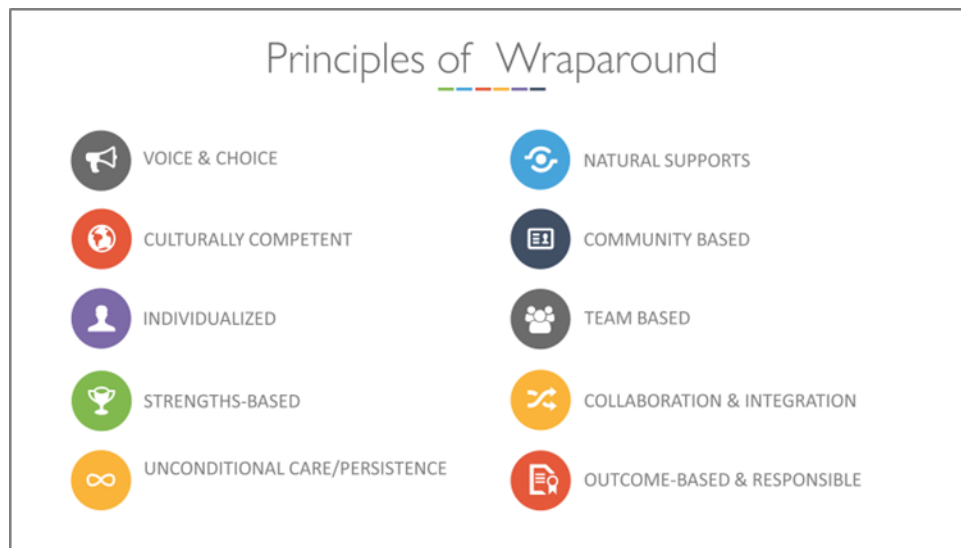 Principles of Wraparound
VOICE & CHOICE
CULTURALLY COMPETENT
INDIVIDUALIZED
STRENGTHS-BASED
UNCONDITIONAL CARE/PERSISTENCE
NATURAL SUPPORTS
COMMUNITY BASED
TEAM BASED
COLLABORATION & INTEGRATION
OUTCOME-BASED & RESPONSIBLE